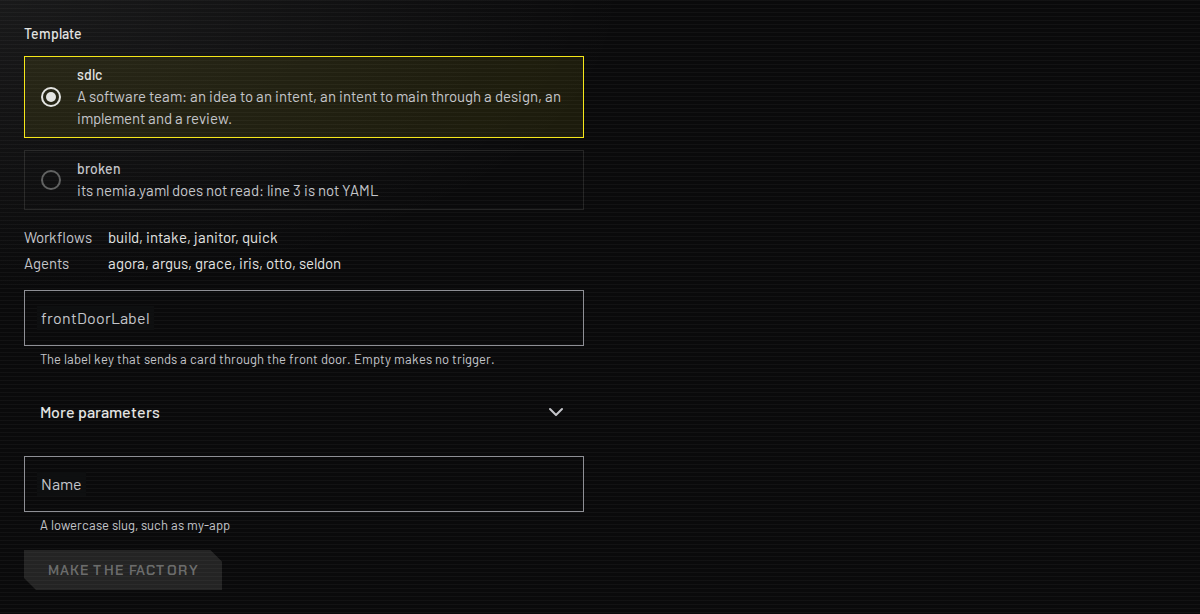 Template
sdlc
A software team: an idea to an intent, an intent to main through a design, an
implement and a review.
broken
its nemia.yaml does not read: line 3 is not YAML
Workflows build, intake, janitor, quick
Agents agora, argus, grace, iris, otto, seldon
frontDoorLabel
The label key that sends a card through the front door. Empty makes no trigger.
More parameters
Name
A lowercase slug, such as my-app
MAKE THE FACTORY